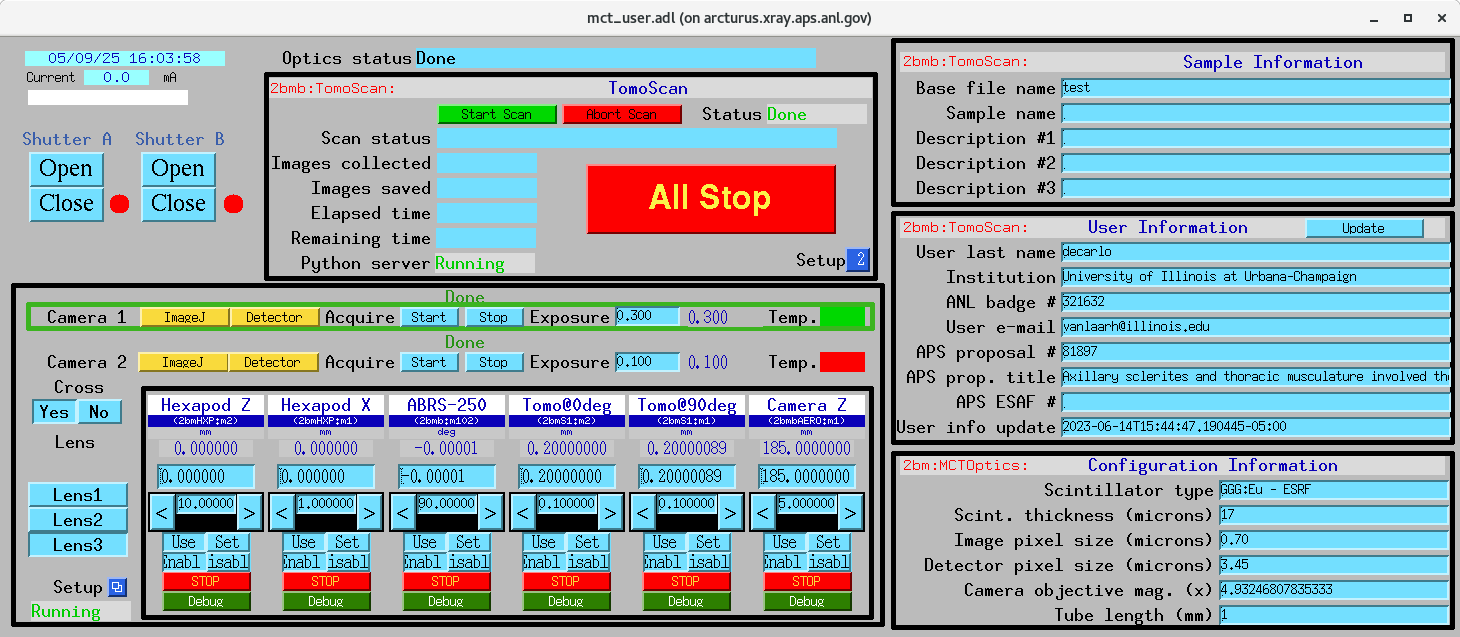 mct_user.adl (on arcturus.xray.aps.anl.gov)
05/09/25 16:03:58
Current 0.0 mA
Shutter A Shutter B
Open Open
Close Close
Optics status Done
2bmb:TomoScan: TomoScan
Start Scan Abort Scan Status Done
Scan status
Images collected
Images saved
Elapsed time
Remaining time
Python server Running
All Stop
Setup 2
Done
Camera 1 ImageJ Detector Acquire Start Stop Exposure 0.300 0.300 Temp.
Done
Camera 2 ImageJ Detector Acquire Start Stop Exposure 0.100 0.100 Temp.
Cross
Yes No
Lens
Lens1
Lens2
Lens3
Setup
Running
Hexapod Z Hexapod X ABRS-250 Tomo@0deg Tomo@90deg Camera Z
(2bmHXP:m2) (2bmHXP:m1) (2bmb:m102) (2bmS1:m2) (2bmS1:m1) (2bmbAERO:m1)
mm mm deg mm mm mm
0.000000 0.000000 -0.00001 0.20000000 0.20000089 185.0000000
0.000000 0.000000 -0.00001 0.20000000 0.20000089 185.0000000
< 10.00000 > < 1.000000 > < 90.00000 > < 0.100000 > < 0.100000 > < 5.000000 >
Use Set Use Set Use Set Use Set Use Set Use Set
Enabl isabl Enabl isabl Enabl isabl Enabl isabl Enabl isabl Enabl isabl
STOP STOP STOP STOP STOP STOP
Debug Debug Debug Debug Debug Debug
2bmb:TomoScan: Sample Information
Base file name test
Sample name
Description #1
Description #2
Description #3
2bmb:TomoScan: User Information Update
User last name decarlo
Institution University of Illinois at Urbana-Champaign
ANL badge # 321632
User e-mail vanlaarh@illinois.edu
APS proposal # 81897
APS prop. title Axillary sclerites and thoracic musculature involved th
APS ESAF #
User info update 2023-06-14T15:44:47.190445-05:00
2bm:MCTOptics: Configuration Information
Scintillator type GGG:Eu - ESRF
Scint. thickness (microns) 17
Image pixel size (microns) 0.70
Detector pixel size (microns) 3.45
Camera objective mag. (x) 4.93246807835333
Tube length (mm) 1